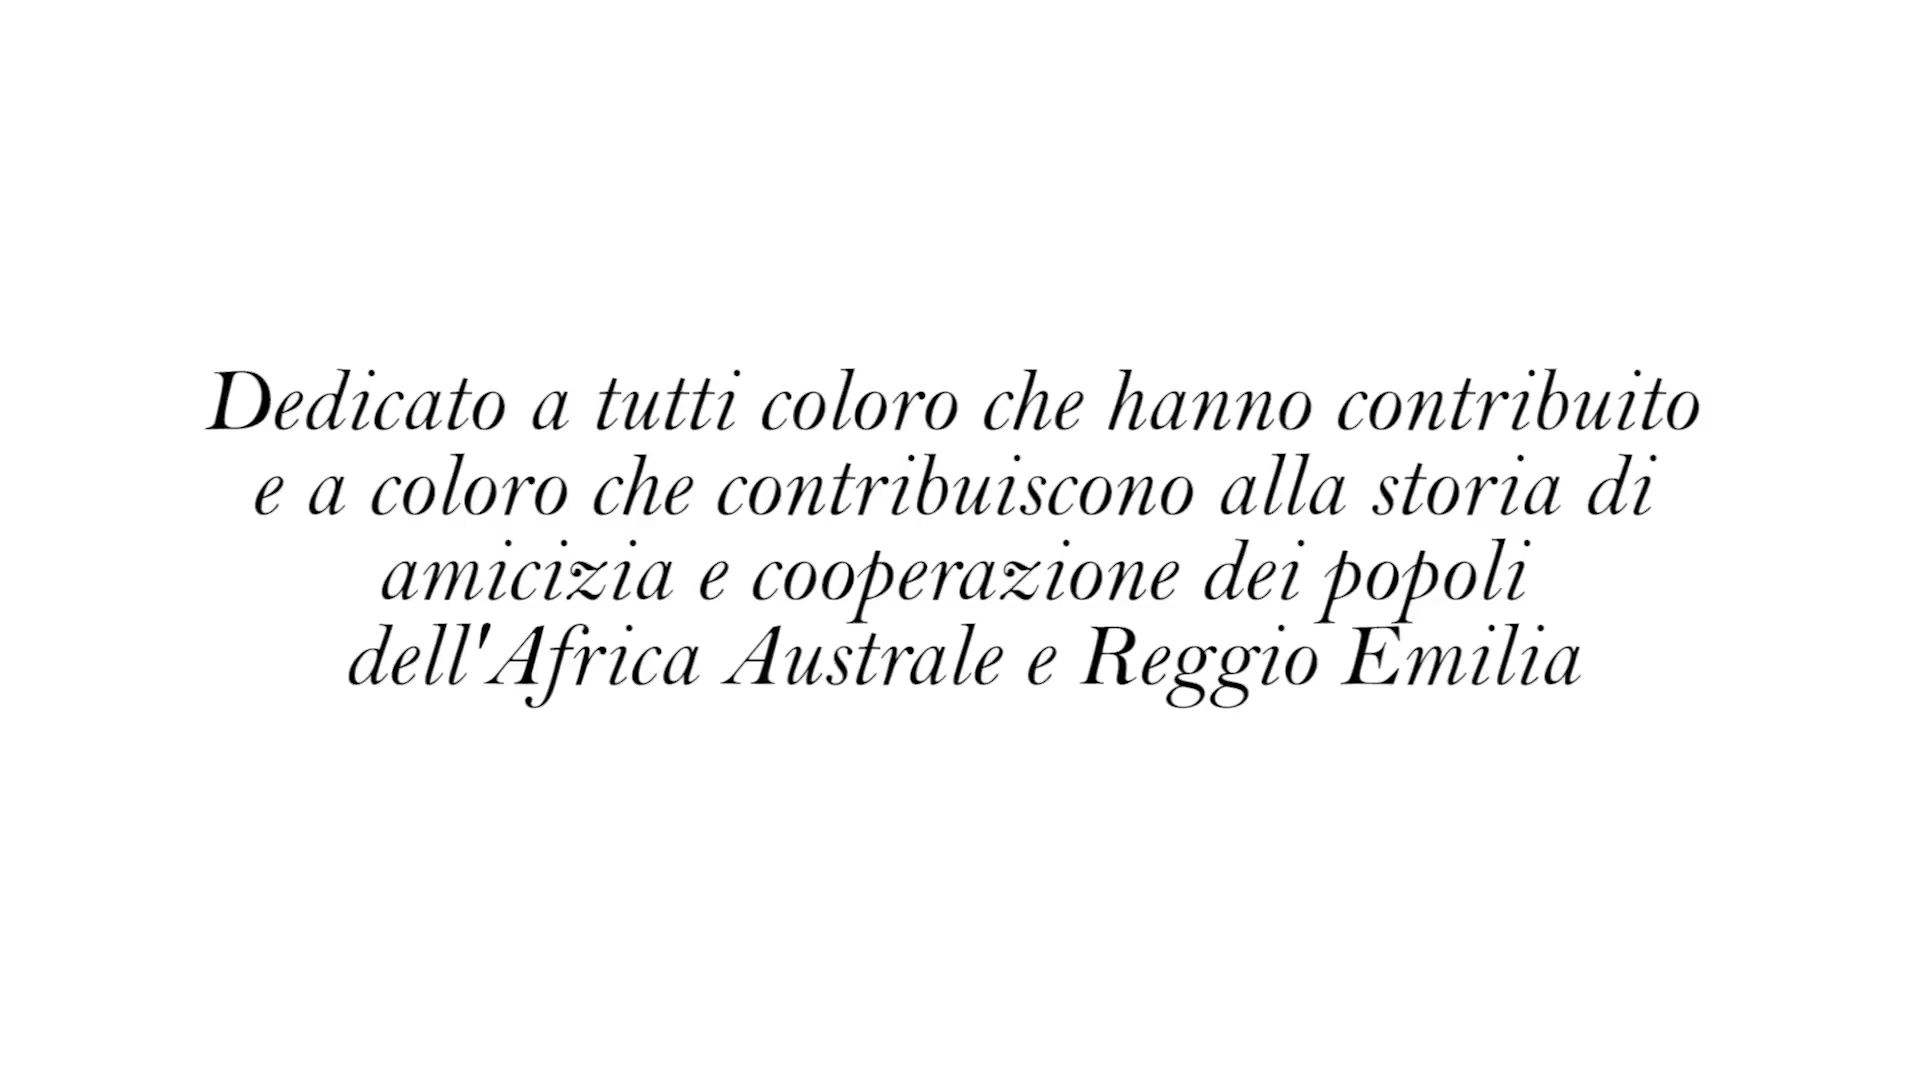 Dedicato a tutti coloro che hanno contribuito
e a coloro che contribuiscono alla storia di
amicizia e cooperazione dei popoli
dell'Africa Australe e Reggio Emilia